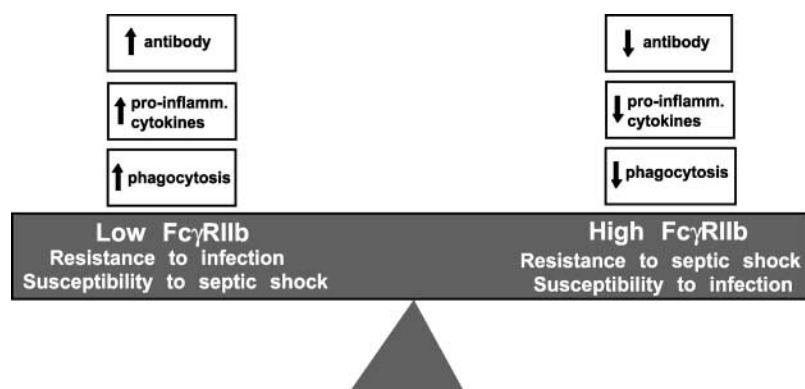 ↑ antibody
↑ pro-inflamm.
cytokines
↑ phagocytosis
Low FcγRIIb
Resistance to infection
Susceptibility to septic shock
↓ antibody
↓ pro-inflamm.
cytokines
↓ phagocytosis
High FcγRIIb
Resistance to septic shock
Susceptibility to infection